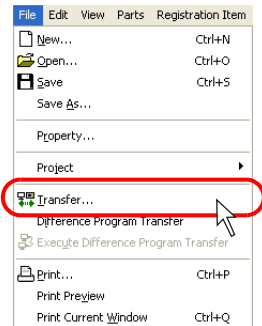 File Edit View Parts Registration Item
New... Ctrl+N
Open... Ctrl+O
Save Ctrl+S
Save As...
Property...
Project
Transfer...
Difference Program Transfer
Execute Difference Program Transfer
Print... Ctrl+P
Print Preview
Print Current Window Ctrl+Q